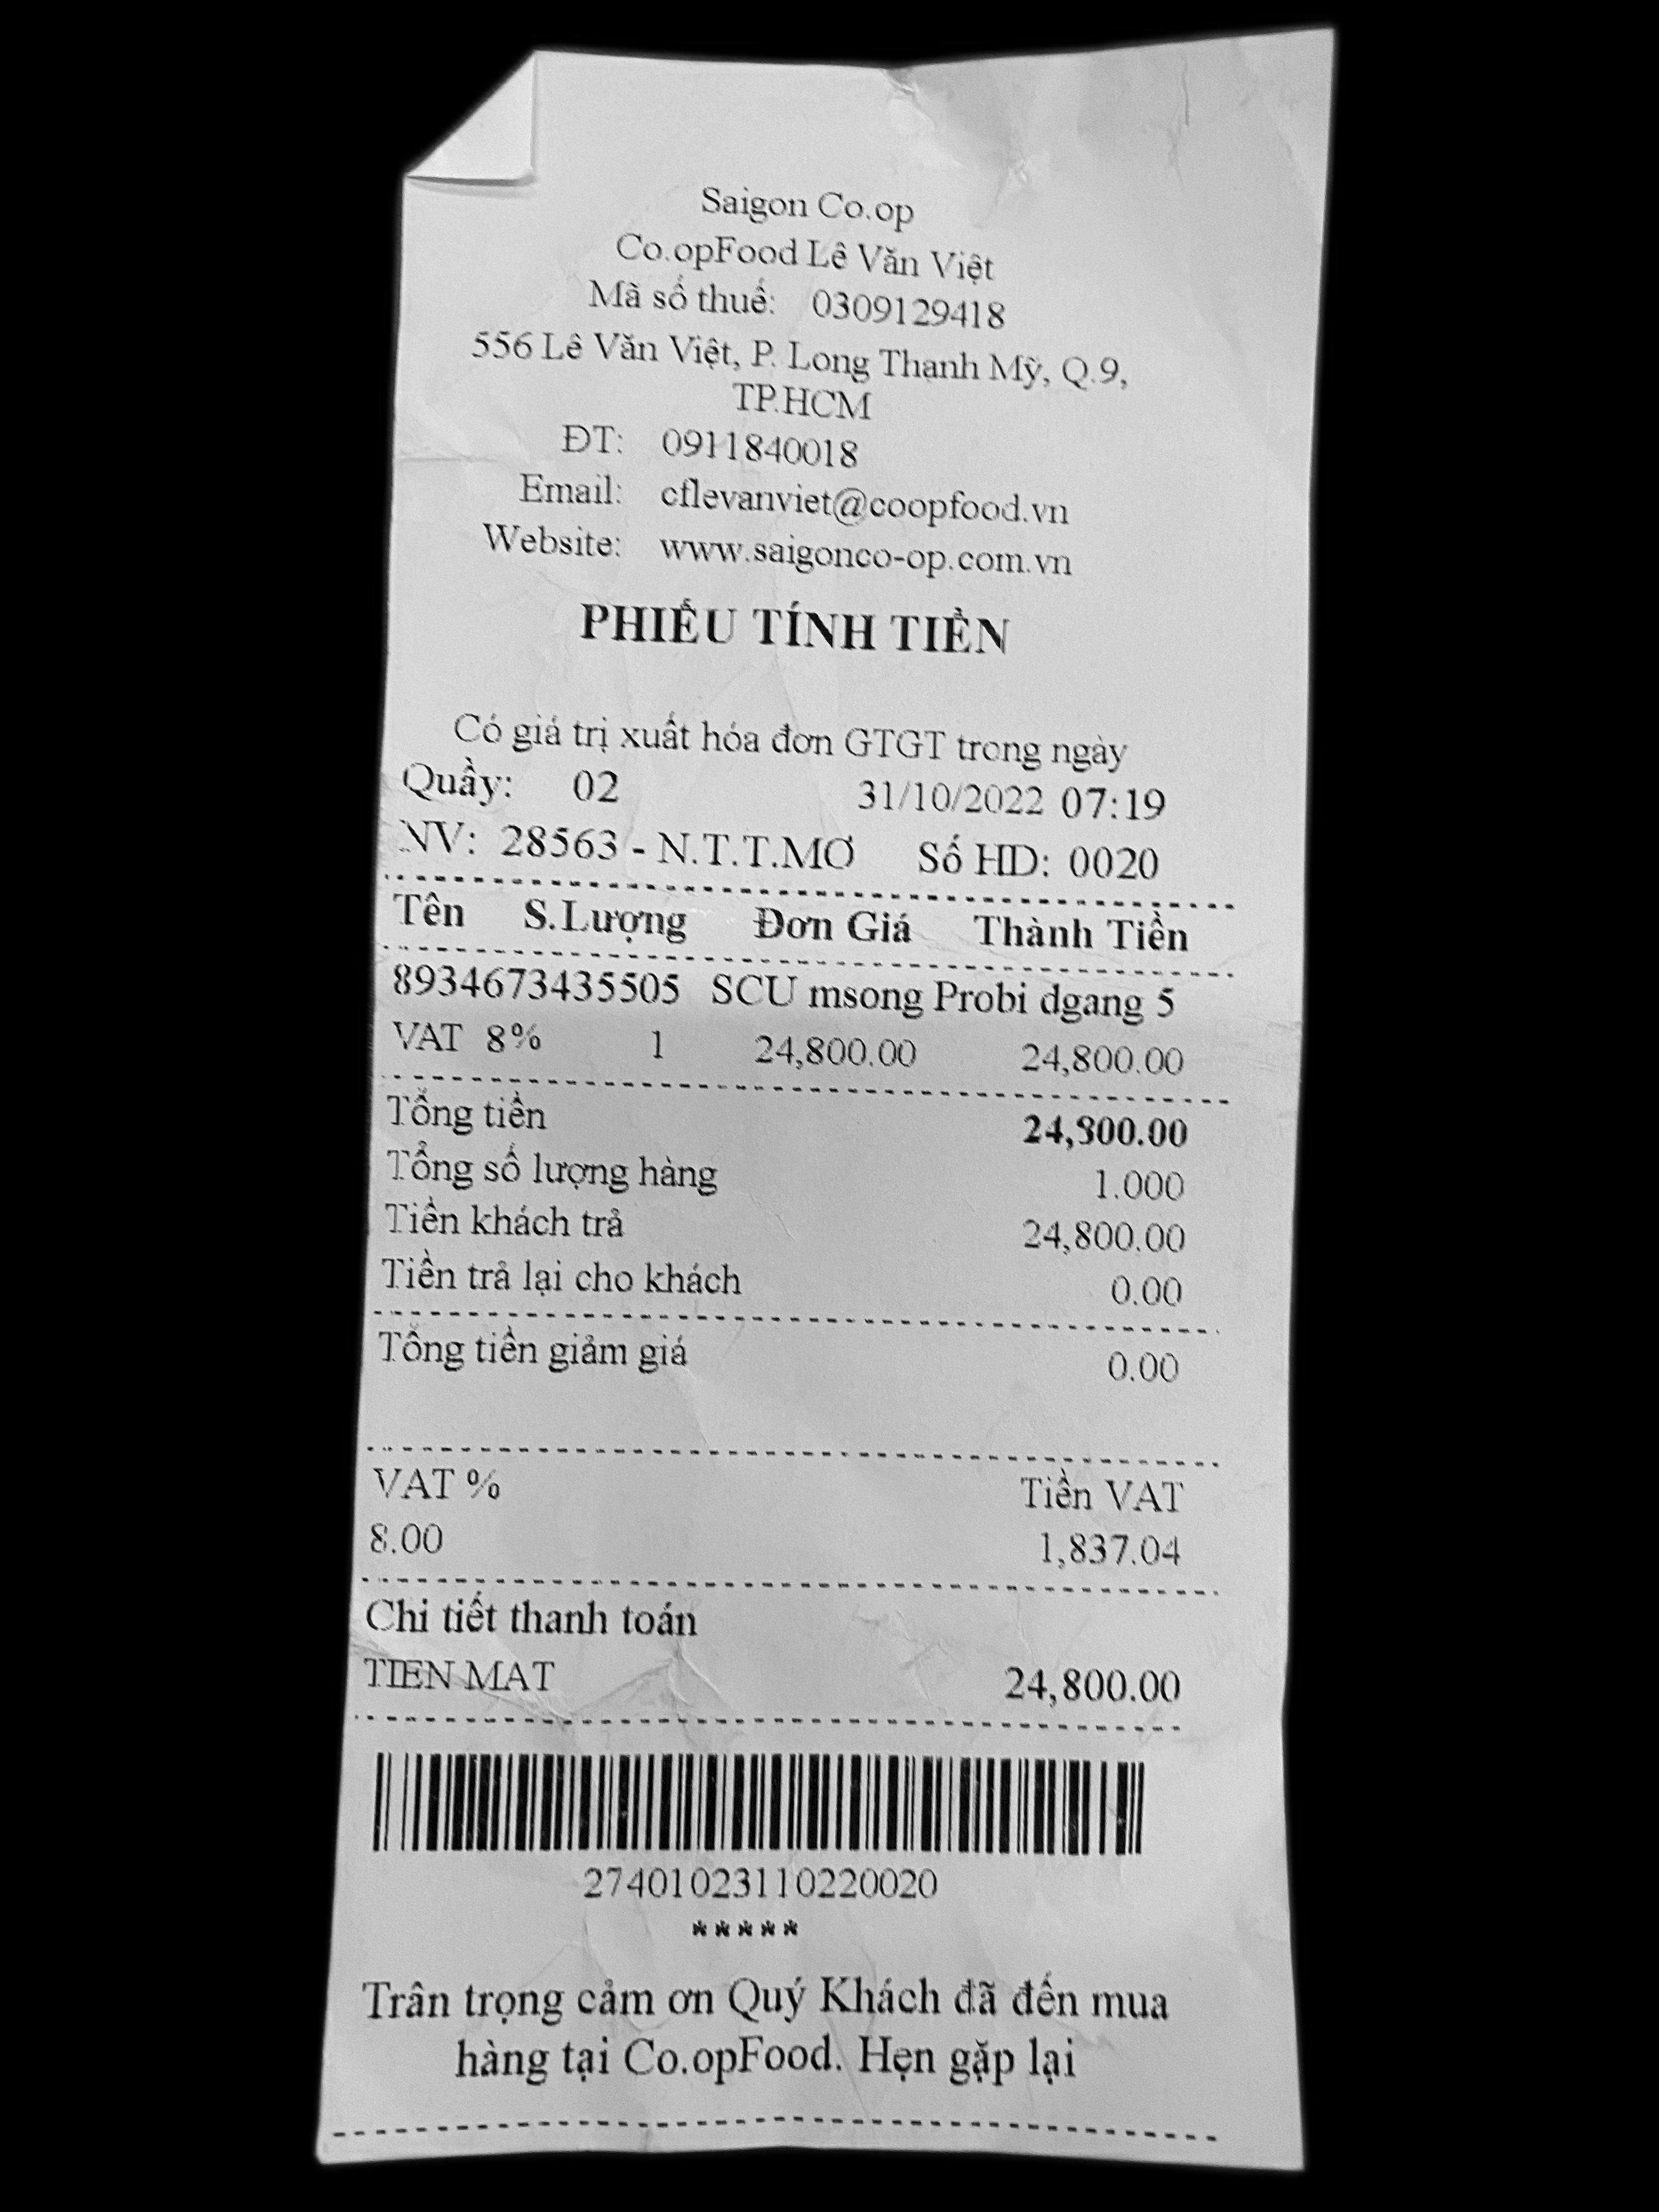 Saigon Co.op
Co.opFood Lê Văn Việt
Mã số thuế: 0309129418
556 Lê Văn Việt, P. Long Thạnh Mỹ, Q.9,
TP.HCM
ĐT: 0911840018
Email: cflevanviet@coopfood.vn
Website: www.saigonco-op.com.vn
PHIẾU TÍNH TIỀN
Có giá trị xuất hóa đơn GTGT trong ngày
Quầy: 02 31/10/2022 07:19
NV: 28563 - N.T.T.MƠ Số HD: 0020
Tên S.Lượng Đơn Giá Thành Tiền
8934673435505 SCU msong Probi dgang 5
VAT 8% 1 24,800.00 24,800.00
Tổng tiền 24,800.00
Tổng số lượng hàng 1.000
Tiền khách trả 24,800.00
Tiền trả lại cho khách 0.00
Tổng tiền giảm giá 0.00
VAT % Tiền VAT
8.00 1,837.04
Chi tiết thanh toán
TIEN MAT 24,800.00
27401023110220020
*****
Trân trọng cảm ơn Quý Khách đã đến mua
hàng tại Co.opFood. Hẹn gặp lại